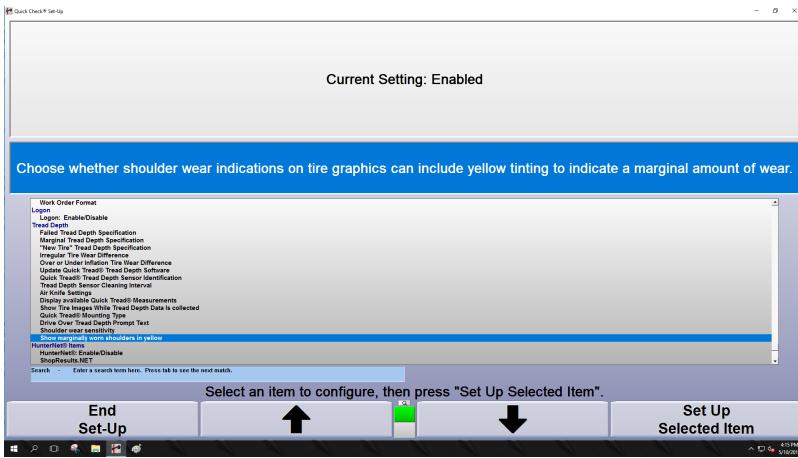 Quick Check® Set-Up
Current Setting: Enabled
Choose whether shoulder wear indications on tire graphics can include yellow tinting to indicate a marginal amount of wear.
Work Order Format
Logon
Logon: Enable/Disable
Tread Depth
Failed Tread Depth Specification
Marginal Tread Depth Specification
"New Tire" Tread Depth Specification
Irregular Tire Wear Difference
Over or Under Inflation Tire Wear Difference
Update Quick Tread® Tread Depth Software
Quick Tread® Tread Depth Sensor Identification
Tread Depth Sensor Cleaning Interval
Air Knife Settings
Display available Quick Tread® Measurements
Show Tire Images While Tread Depth Data Is collected
Quick Tread® Mounting Type
Drive Over Tread Depth Prompt Text
Shoulder wear sensitivity
Show marginally worn shoulders in yellow
HunterNet® Items
HunterNet®: Enable/Disable
ShopResults.NET
Search - Enter a search term here. Press tab to see the next match.
Select an item to configure, then press "Set Up Selected Item".
End
Set-Up
Set Up
Selected Item
4:15 PM